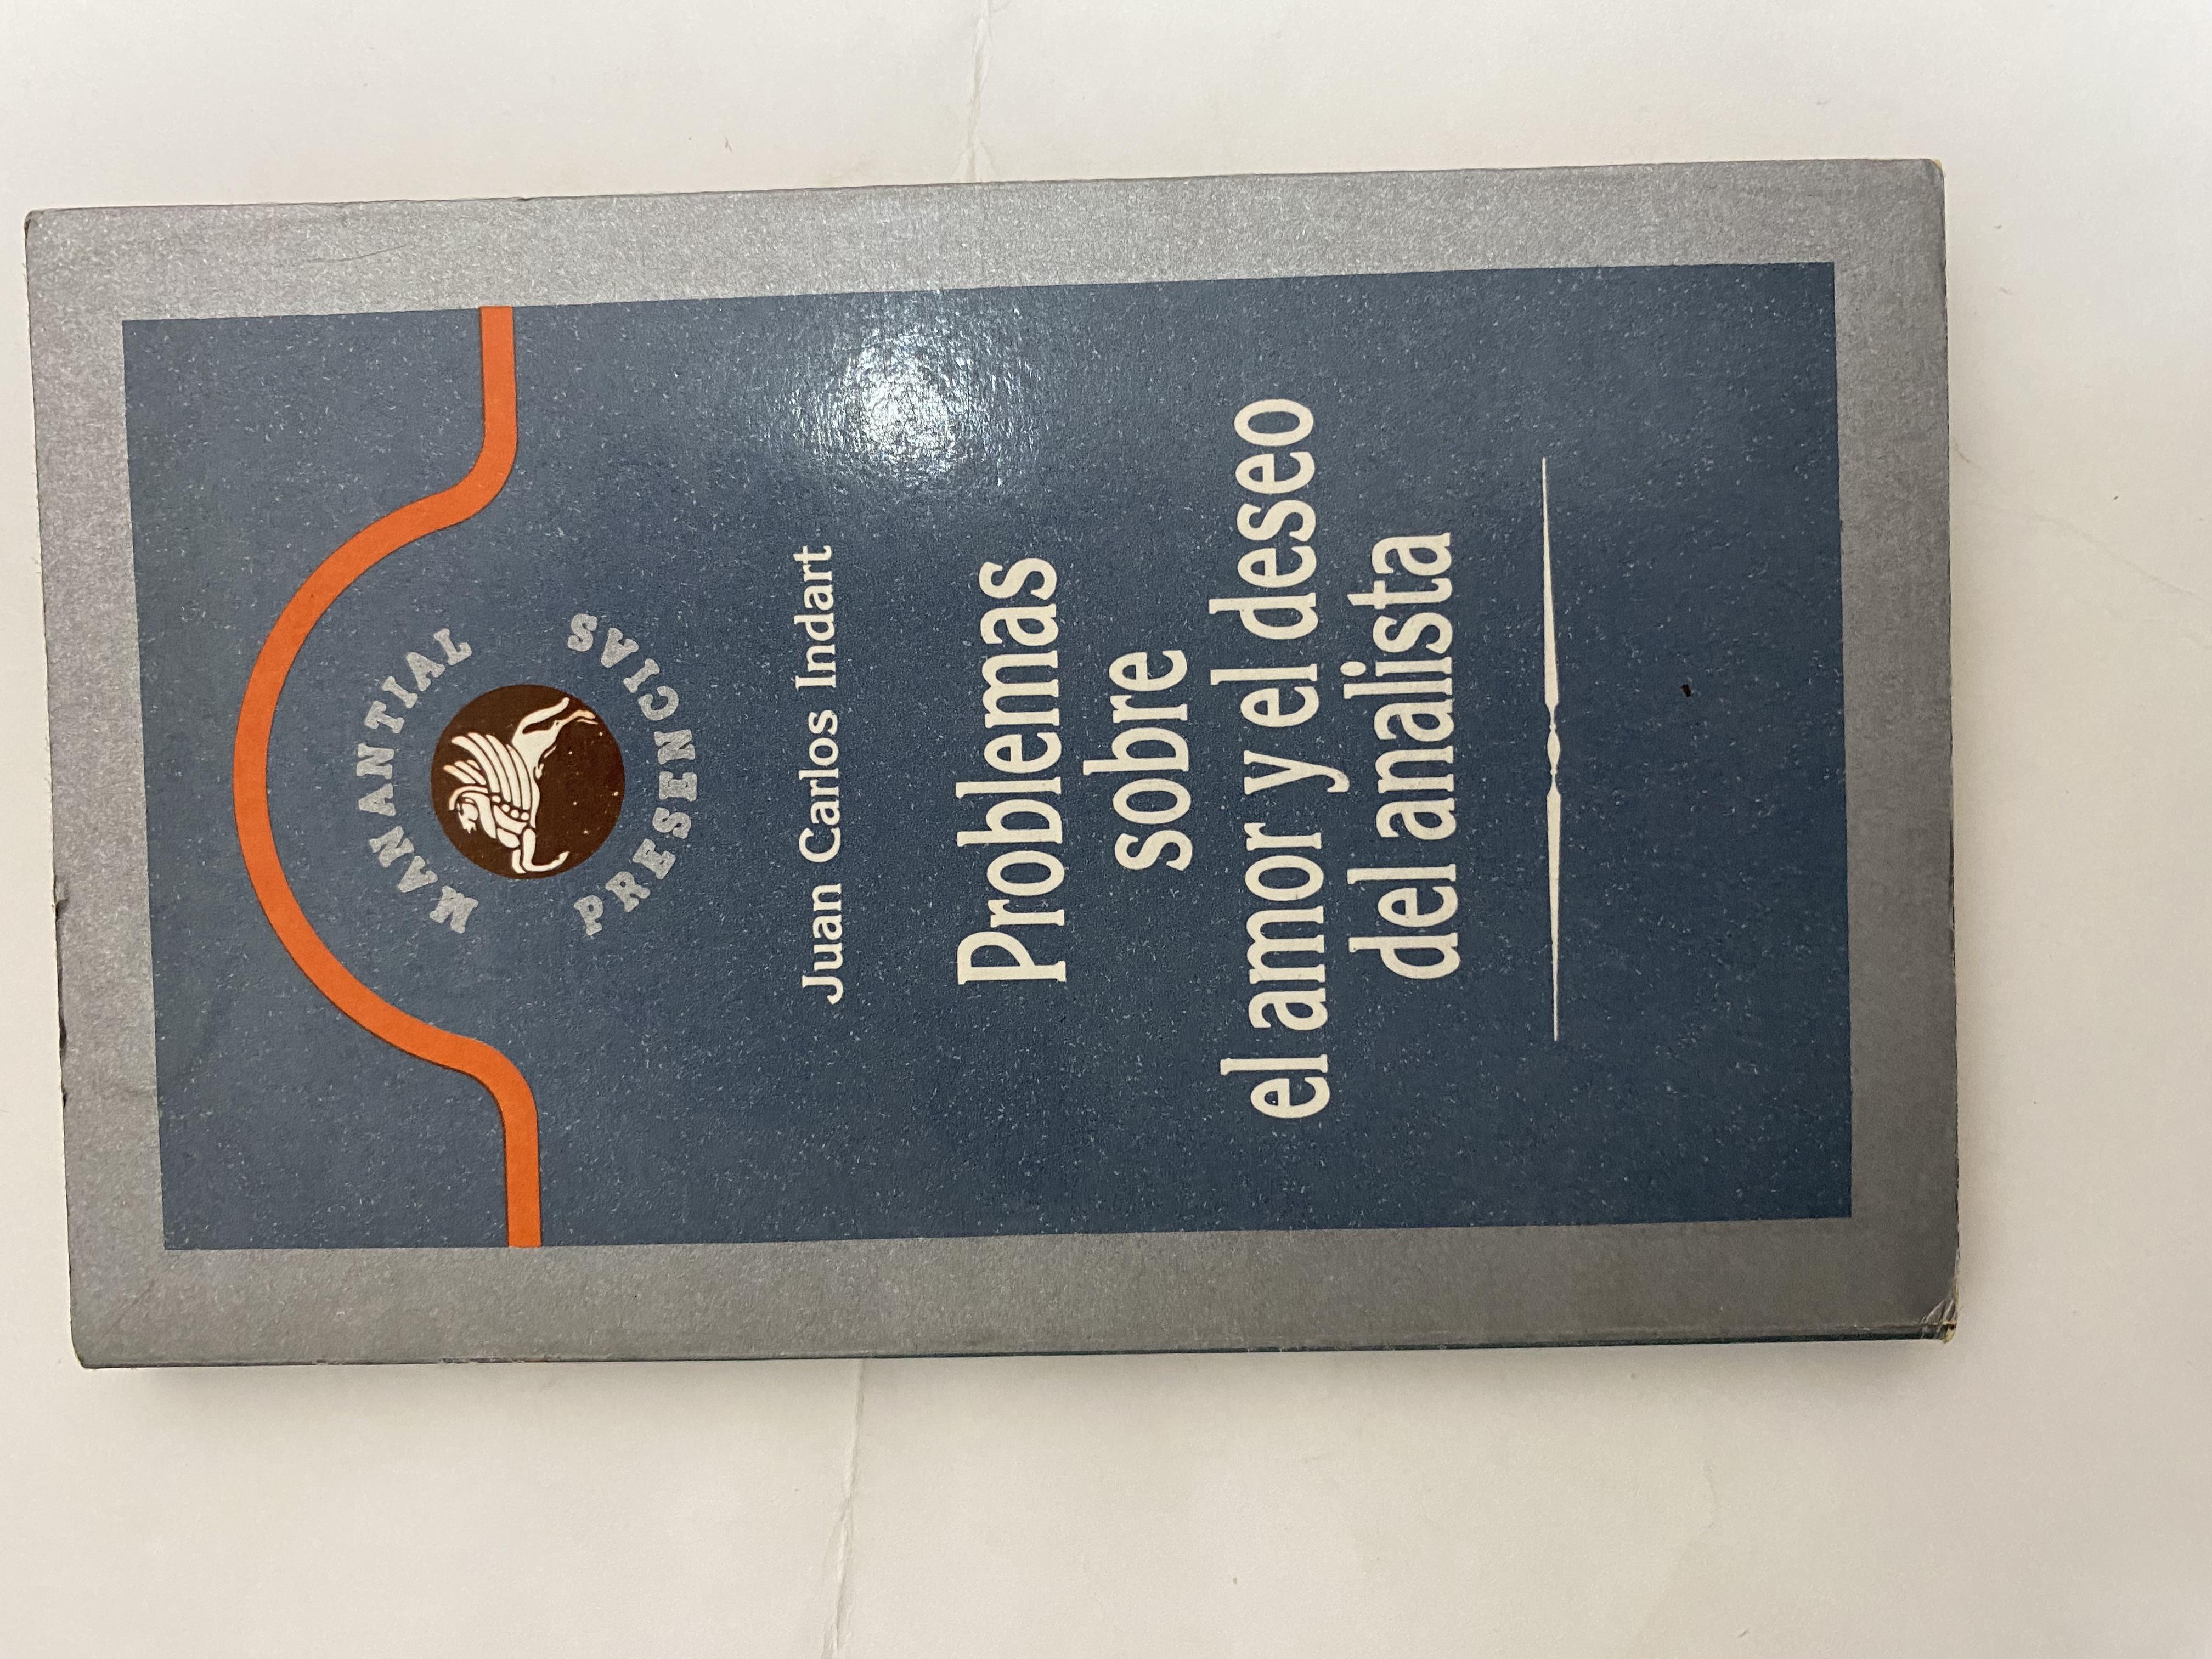 MANANTIAL
PRESENCIAS
Juan Carlos Indart
Problemas
sobre
el amor y el deseo
del analista